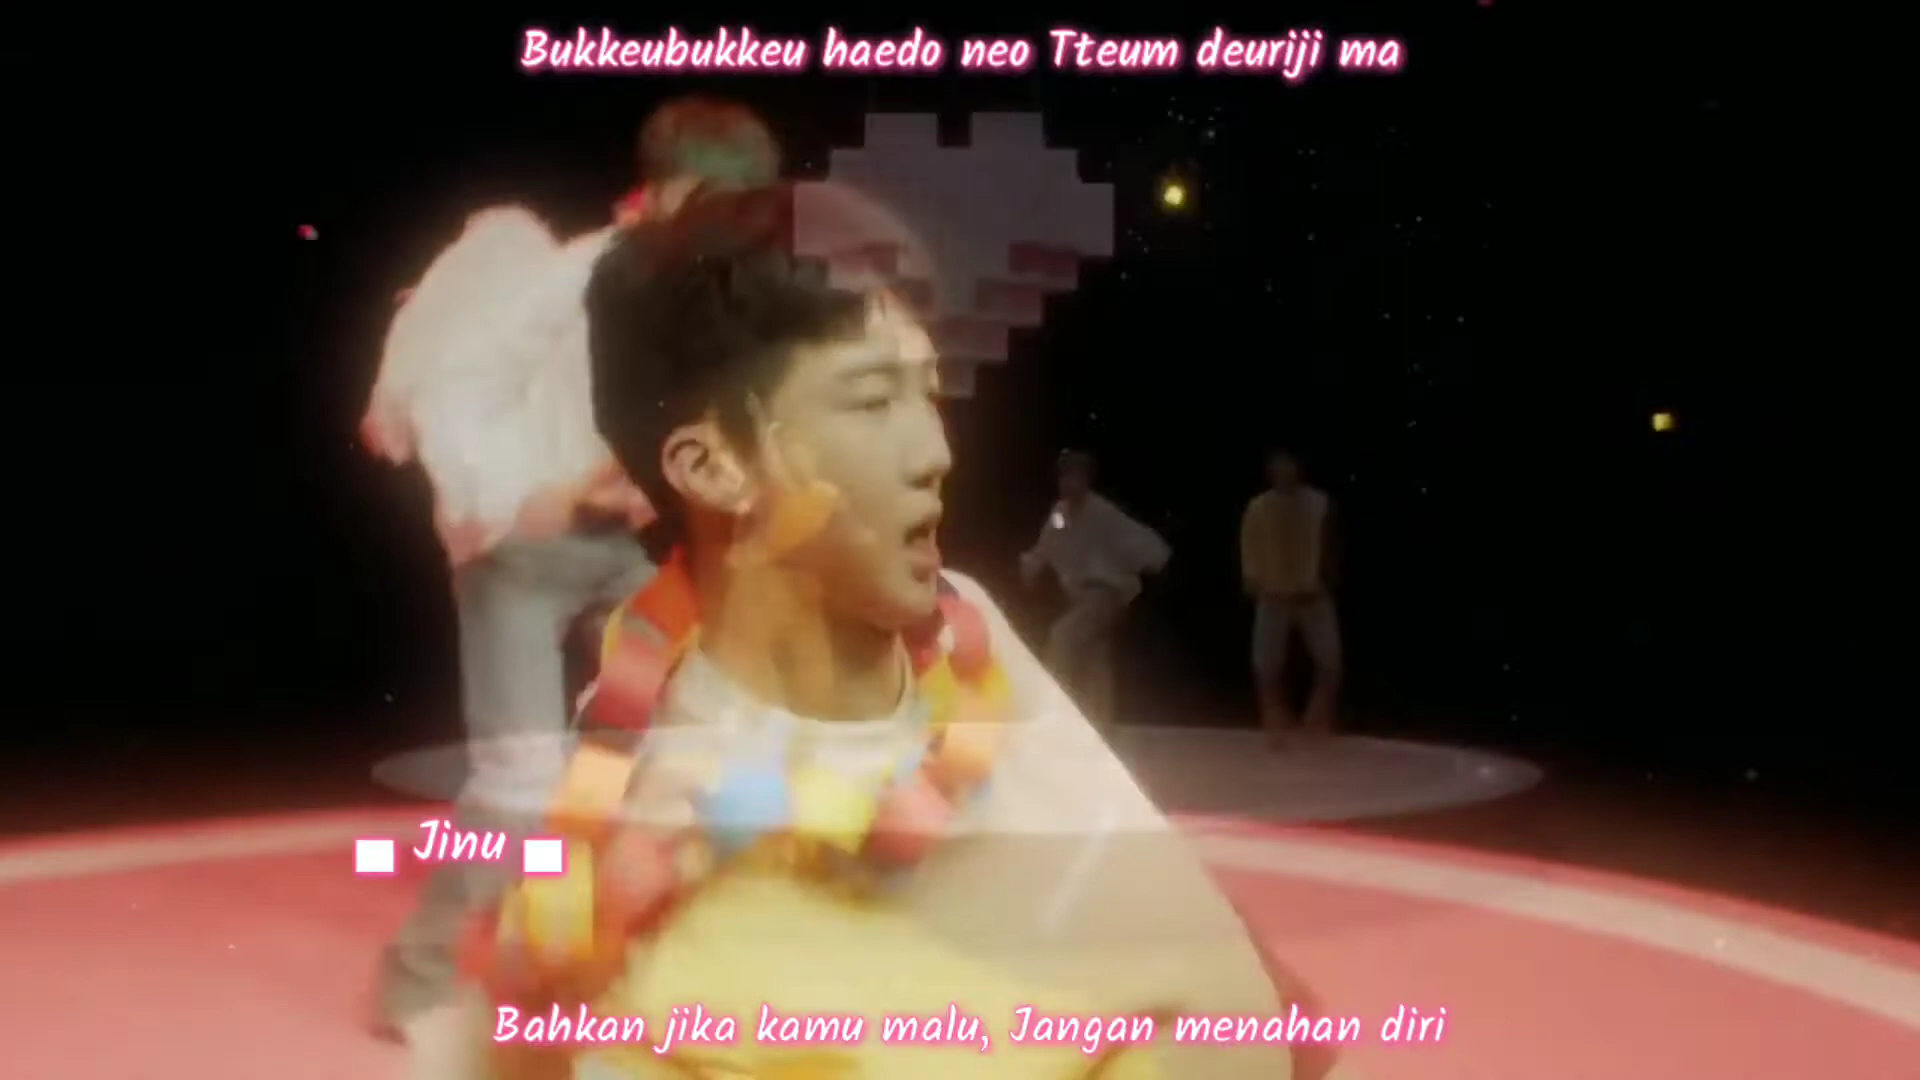 Bukkeubukkeu haedo neo Tteum deuriji ma
Jinu
Bahkan jika kamu malu, Jangan menahan diri